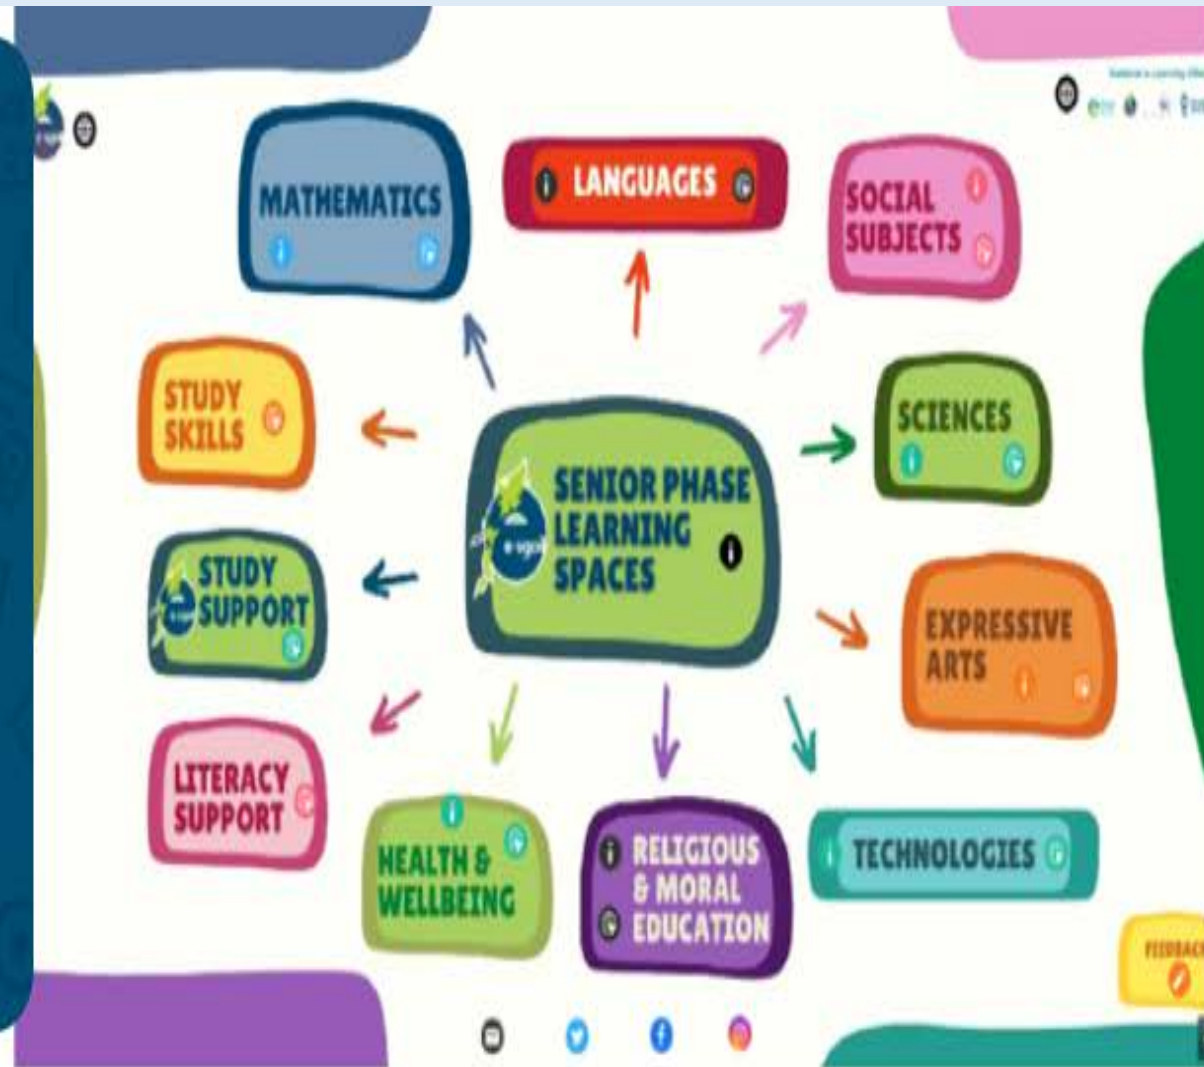 MATHEMATICS
LANGUAGES
SOCIAL
SUBJECTS
STUDY
SKILLS
SCIENCES
SENIOR PHASE
LEARNING
SPACES
STUDY
SUPPORT
EXPRESSIVE
ARTS
LITERACY
SUPPORT
HEALTH &
WELLBEING
RELIGIOUS
& MORAL
EDUCATION
TECHNOLOGIES